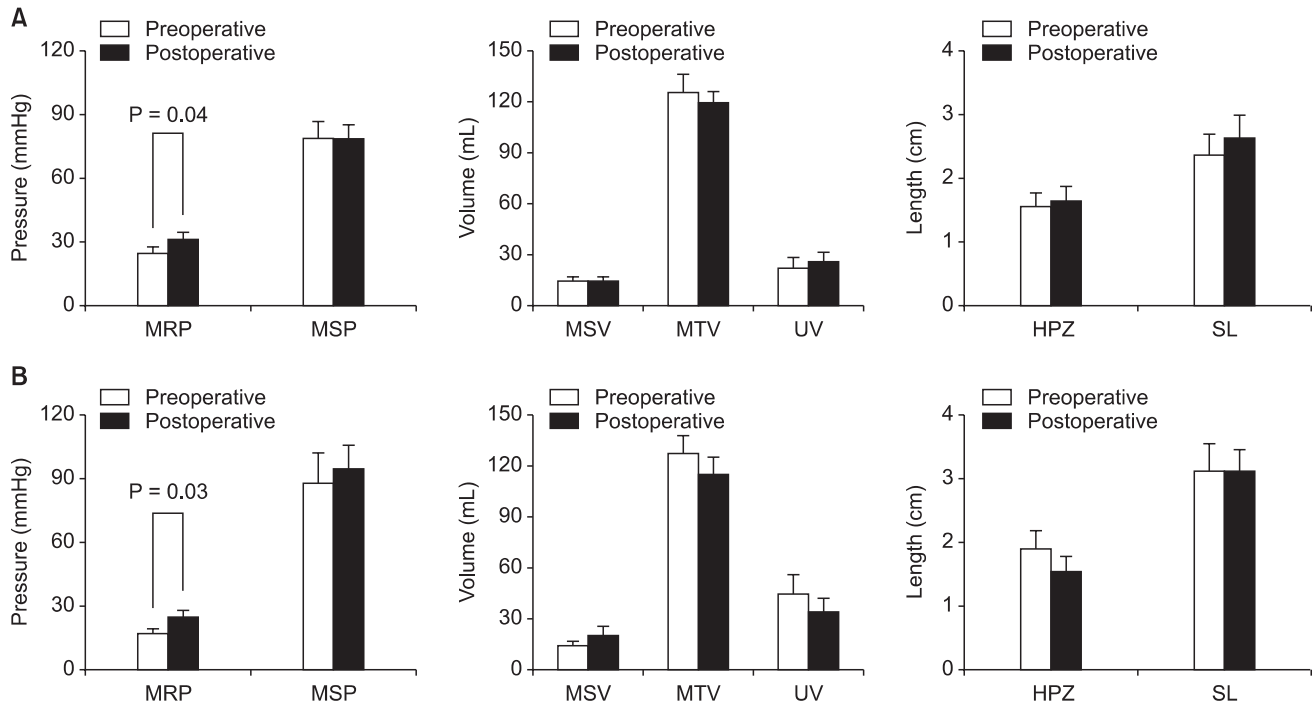 A
Preoperative
Postoperative
Pressure (mmHg)
120
90
60
30
0
P = 0.04
MRP MSP
Preoperative
Postoperative
Volume (mL)
150
120
90
60
30
0
MSV MTV UV
Preoperative
Postoperative
Length (cm)
4
3
2
1
0
HPZ SL
B
Preoperative
Postoperative
Pressure (mmHg)
120
90
60
30
0
P = 0.03
MRP MSP
Preoperative
Postoperative
Volume (mL)
150
120
90
60
30
0
MSV MTV UV
Preoperative
Postoperative
Length (cm)
4
3
2
1
0
HPZ SL